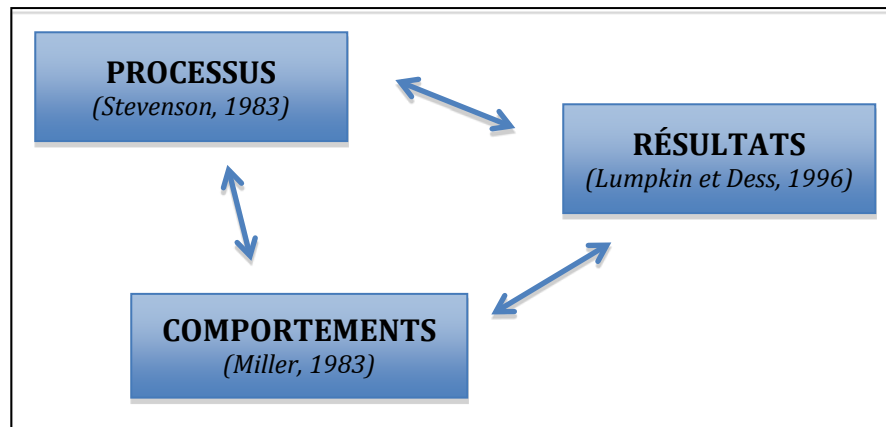 PROCESSUS
(Stevenson, 1983)
RÉSULTATS
(Lumpkin et Dess, 1996)
COMPORTEMENTS
(Miller, 1983)